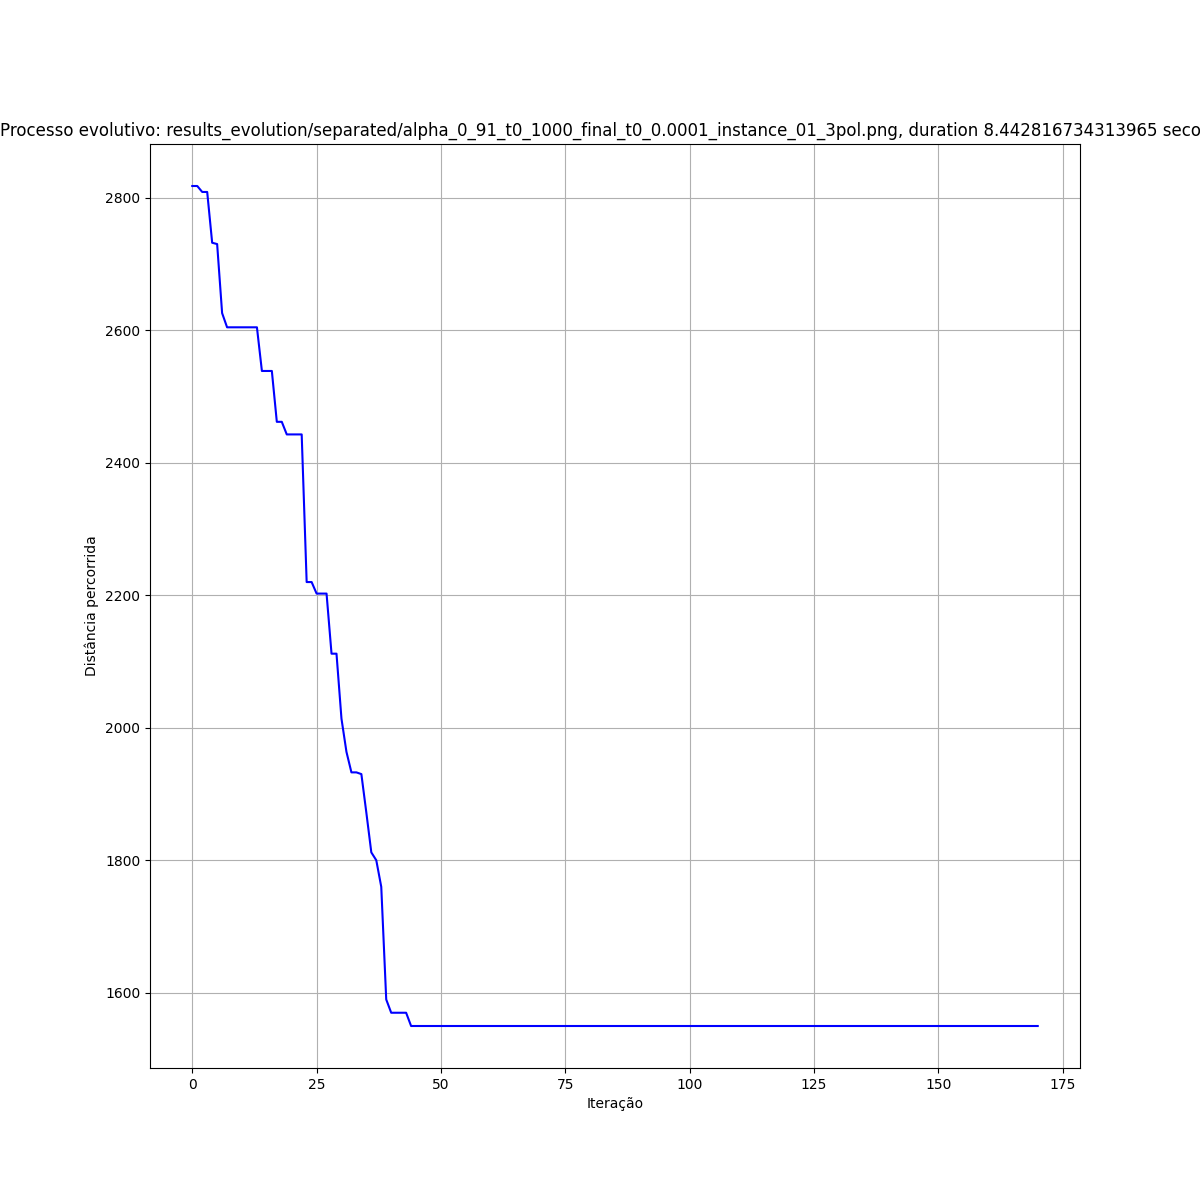 Processo evolutivo: results_evolution/separated/alpha_0_91_t0_1000_final_t0_0.0001_instance_01_3pol.png, duration 8.442816734313965 seco
2800
2600
2400
2200
2000
1800
1600
Distância percorrida
0 25 50 75 100 125 150 175
Iteração